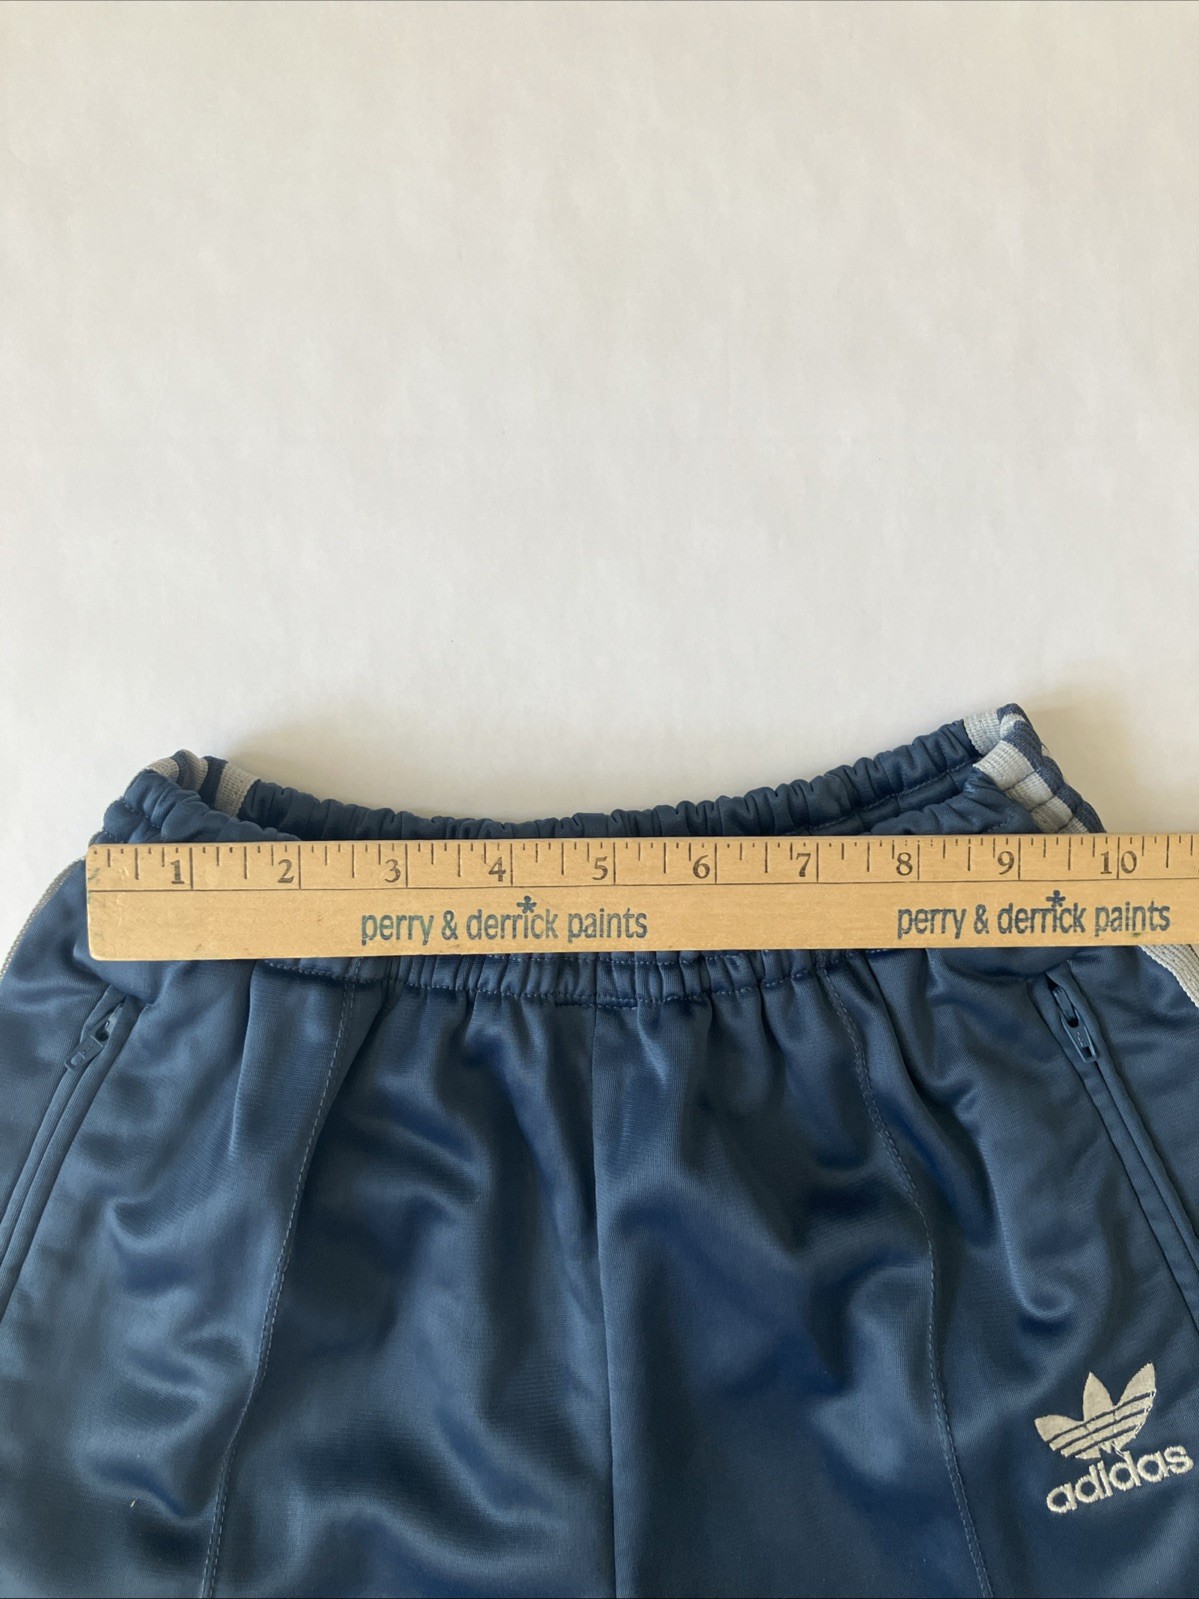 1 2 3 4 5 6 7 8 9 10
perry & derrick paints perry & derrick paints
adidas